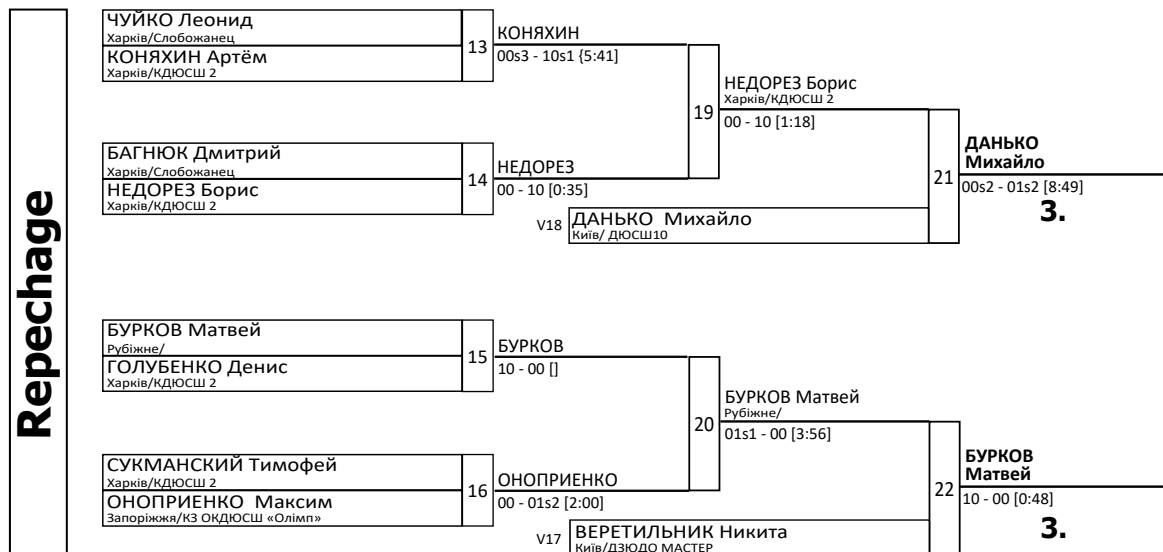 Repechage
ЧУЙКО Леонид
Харків/Слобожанец
КОНЯХИН Артём
Харків/КДЮСШ 2
13
КОНЯХИН
00s3 - 10s1 {5:41]
БАГНЮК Дмитрий
Харків/Слобожанец
НЕДОРЕЗ Борис
Харків/КДЮСШ 2
14
НЕДОРЕЗ
00 - 10 [0:35]
19
НЕДОРЕЗ Борис
Харків/КДЮСШ 2
00 - 10 [1:18]
V18
ДАНЬКО Михайло
Київ/ ДЮСШ10
21
ДАНЬКО
Михайло
00s2 - 01s2 [8:49]
3.
БУРКОВ Матвей
Рубіжне/
ГОЛУБЕНКО Денис
Харків/КДЮСШ 2
15
БУРКОВ
10 - 00 []
СУКМАНСКИЙ Тимофей
Харків/КДЮСШ 2
ОНОПРИЕНКО Максим
Запоріжжя/КЗ ОКДЮСШ «Олімп»
16
ОНОПРИЕНКО
00 - 01s2 [2:00]
20
БУРКОВ Матвей
Рубіжне/
01s1 - 00 [3:56]
V17
ВЕРЕТИЛЬНИК Никита
Київ/ДЗЮДО МАСТЕР
22
БУРКОВ
Матвей
10 - 00 [0:48]
3.